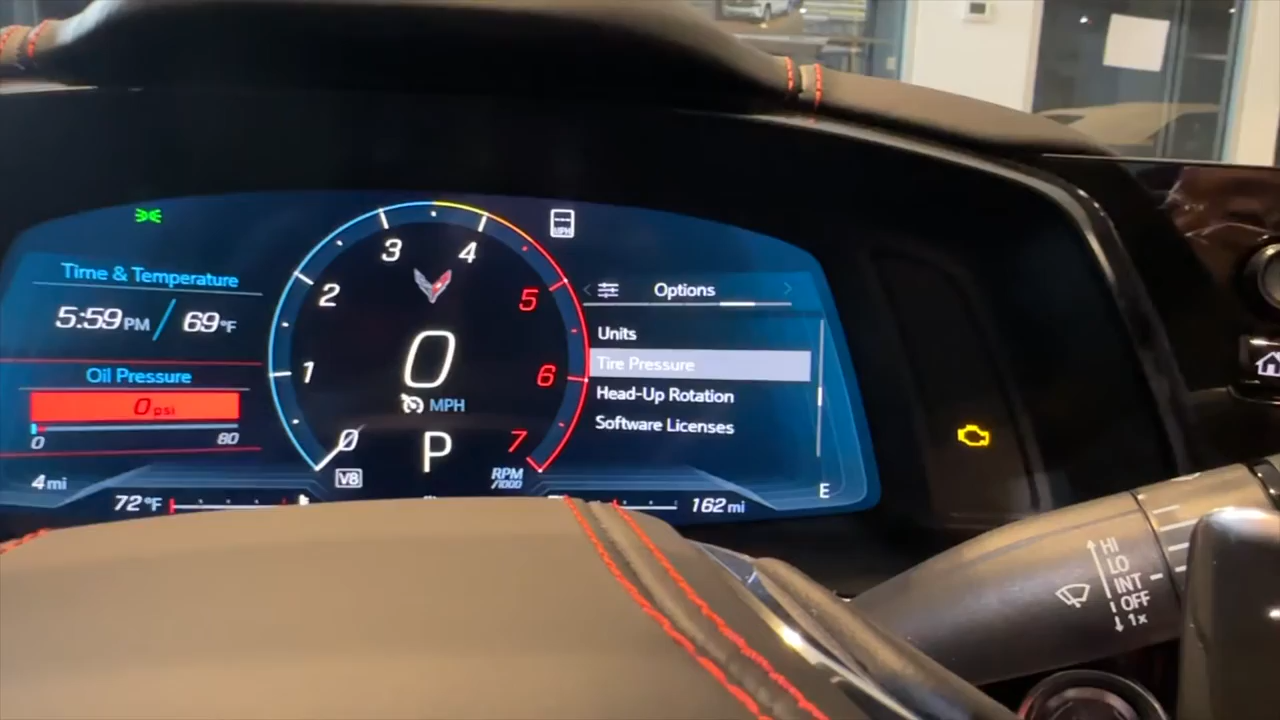 Time & Temperature
5:59 PM / 69°F
Oil Pressure
0 psi
0 80
4 mi
72°F
0
1
2
3
4
5
6
7
0
MPH
P
V8
RPM
/1000
MPH
Options
Units
Tire Pressure
Head-Up Rotation
Software Licenses
E
162 mi
HI
LO
INT
OFF
1x